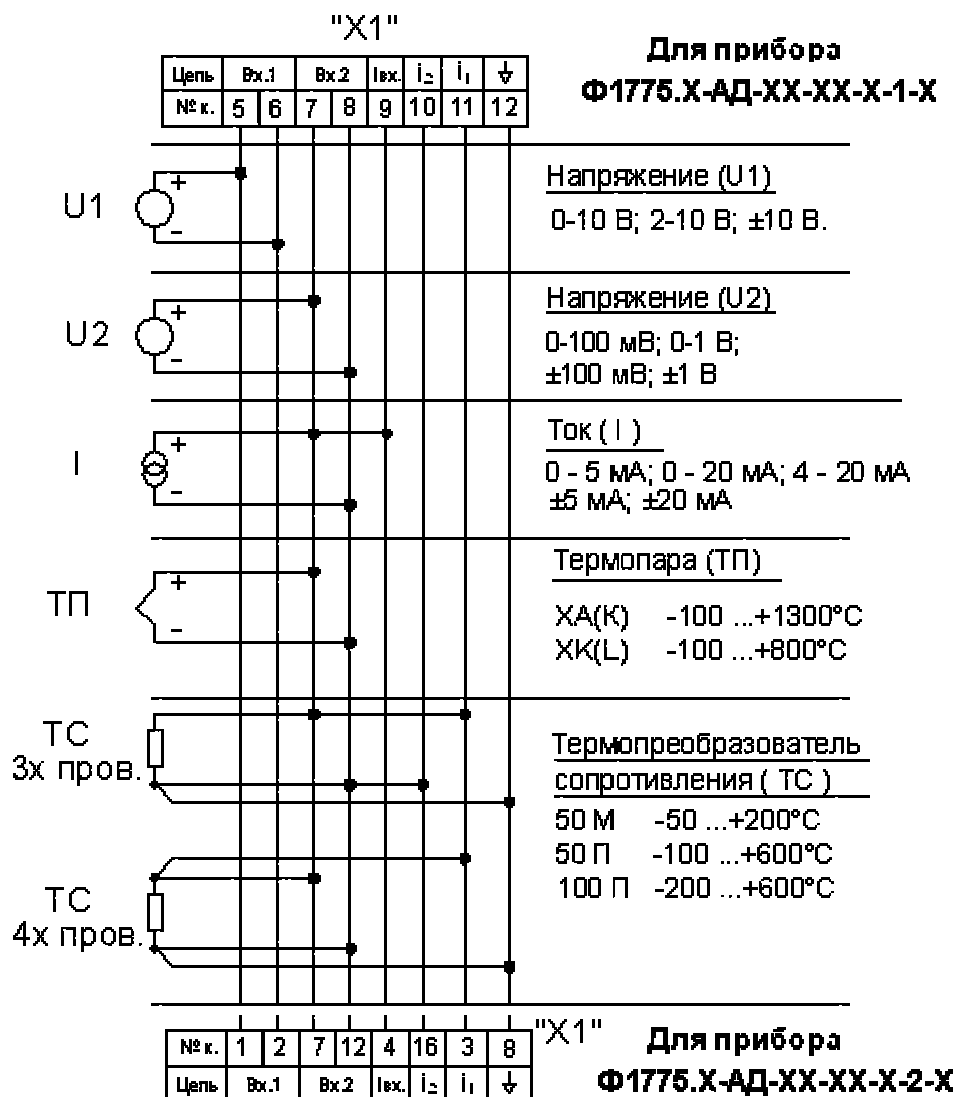 "X1"
Для прибора
Ф1775.Х-АД-ХХ-ХХ-Х-1-Х
Цепь Вх.1 Вх.2 Iвх. i₂ i₁ ⏚
№ к. 5 6 7 8 9 10 11 12
U1 + −
Напряжение (U1)
0-10 В; 2-10 В; ±10 В.
U2 + −
Напряжение (U2)
0-100 мВ; 0-1 В;
±100 мВ; ±1 В
I + −
Ток ( I )
0 - 5 мА; 0 - 20 мА; 4 - 20 мА
±5 мА; ±20 мА
ТП + −
Термопара (ТП)
ХА(К) -100 ...+1300°C
ХК(L) -100 ...+800°C
ТС
3х пров.
Термопреобразователь
сопротивления ( ТС )
50 М -50 ...+200°C
50 П -100 ...+600°C
100 П -200 ...+600°C
ТС
4х пров.
"X1"
№ к. 1 2 7 12 4 16 3 8
Цепь Вх.1 Вх.2 Iвх. i₂ i₁ ⏚
Для прибора
Ф1775.Х-АД-ХХ-ХХ-Х-2-Х